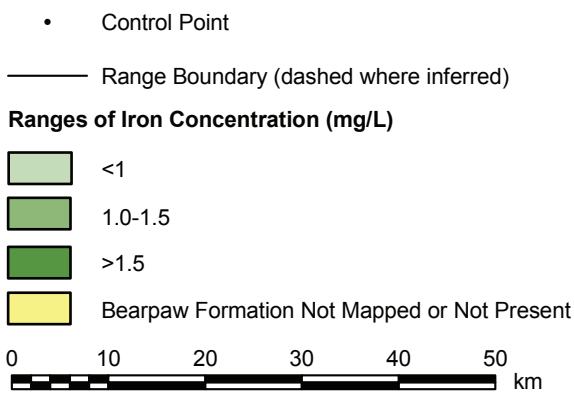 • Control Point
Range Boundary (dashed where inferred)
Ranges of Iron Concentration (mg/L)
<1
1.0-1.5
>1.5
Bearpaw Formation Not Mapped or Not Present
0 10 20 30 40 50
km